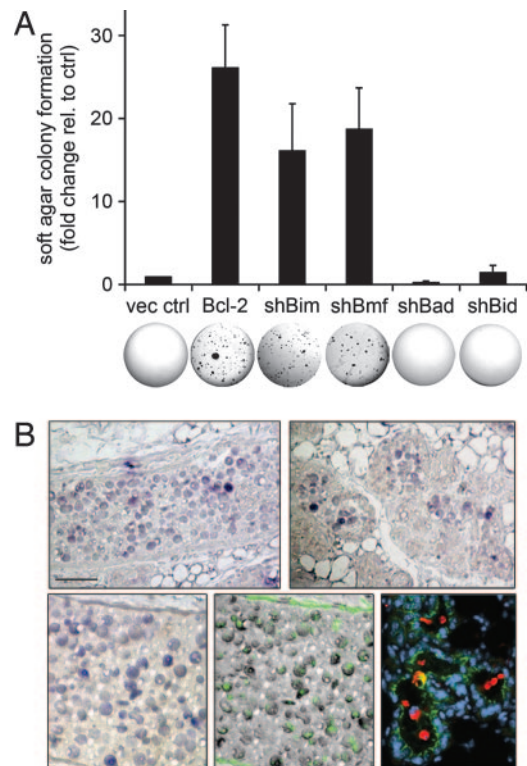 A
soft agar colony formation
(fold change rel. to ctrl)
30
20
10
0
vec ctrl Bcl-2 shBim shBmf shBad shBid
B